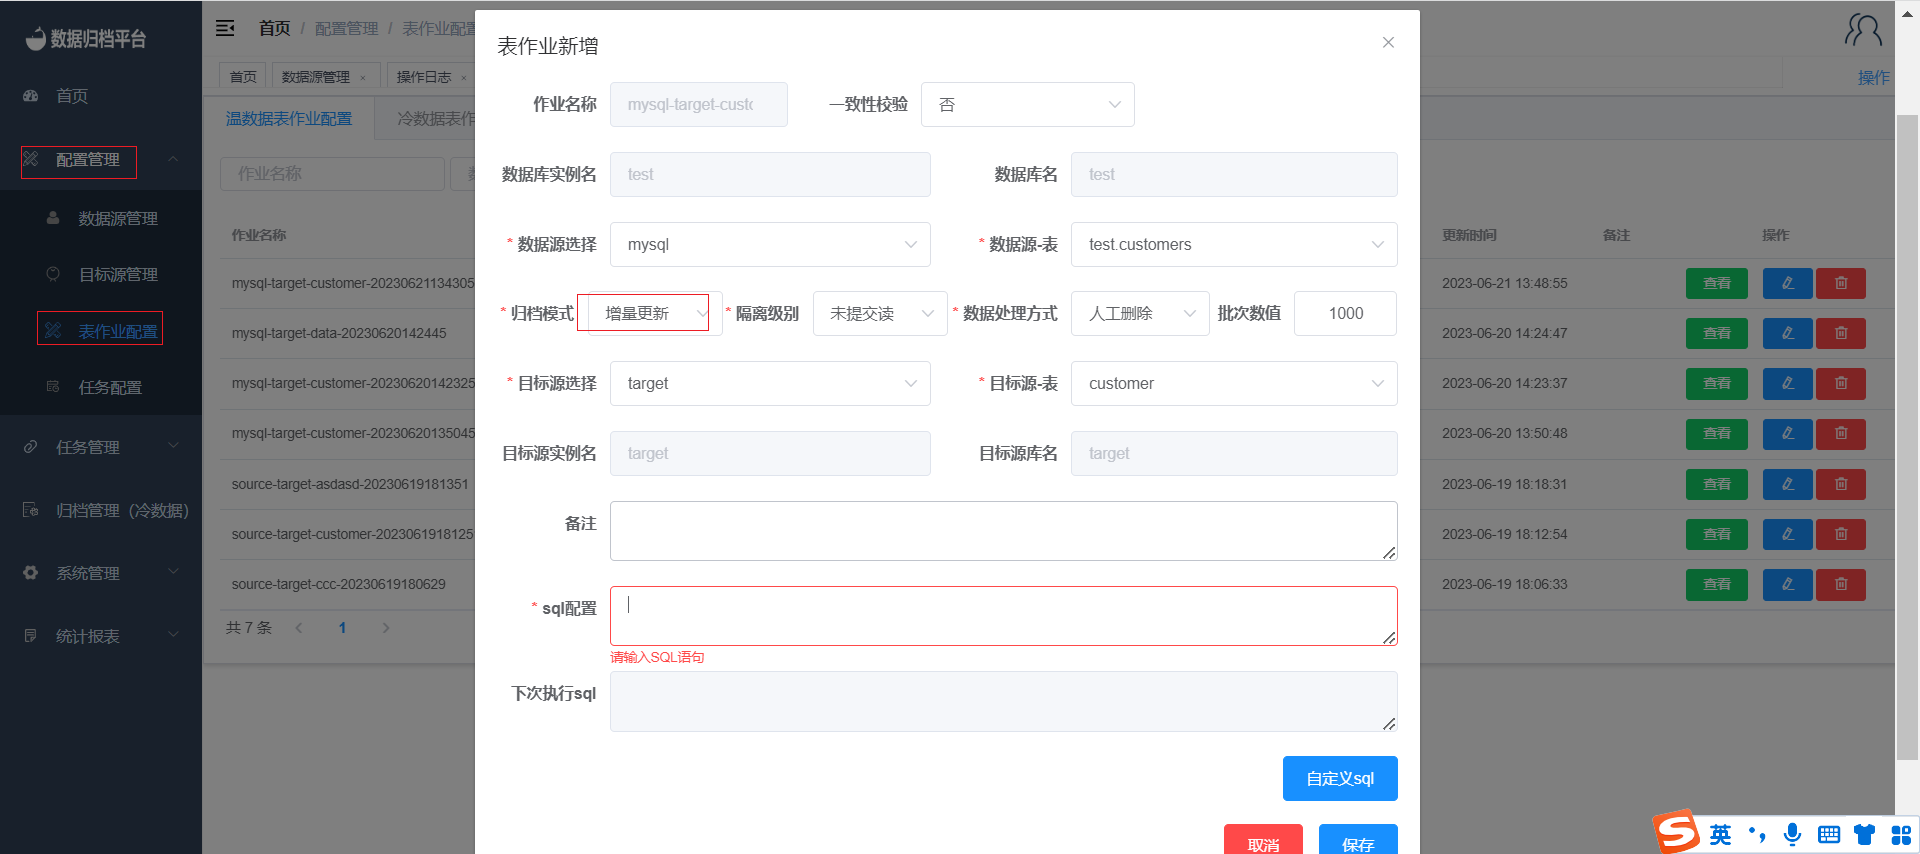 数据归档平台
首页
配置管理
数据源管理
目标源管理
表作业配置
任务配置
任务管理
归档管理（冷数据）
系统管理
统计报表
首页 / 配置管理 / 表作业配置
首页 数据源管理 × 操作日志 ×
操作
温数据表作业配置 冷数据表作
作业名称
作业名称
更新时间 备注 操作
mysql-target-customer-20230621134305
2023-06-21 13:48:55 查看
mysql-target-data-20230620142445
2023-06-20 14:24:47 查看
mysql-target-customer-20230620142325
2023-06-20 14:23:37 查看
mysql-target-customer-20230620135045
2023-06-20 13:50:48 查看
source-target-asdasd-20230619181351
2023-06-19 18:18:31 查看
source-target-customer-2023061918125
2023-06-19 18:12:54 查看
source-target-ccc-20230619180629
2023-06-19 18:06:33 查看
共 7 条 < 1 >
表作业新增
作业名称 mysql-target-custo 一致性校验 否
数据库实例名 test 数据库名 test
* 数据源选择 mysql * 数据源-表 test.customers
* 归档模式 增量更新 * 隔离级别 未提交读 * 数据处理方式 人工删除 批次数值 1000
* 目标源选择 target * 目标源-表 customer
目标源实例名 target 目标源库名 target
备注
* sql配置
请输入SQL语句
下次执行sql
自定义sql
取消 保存
英